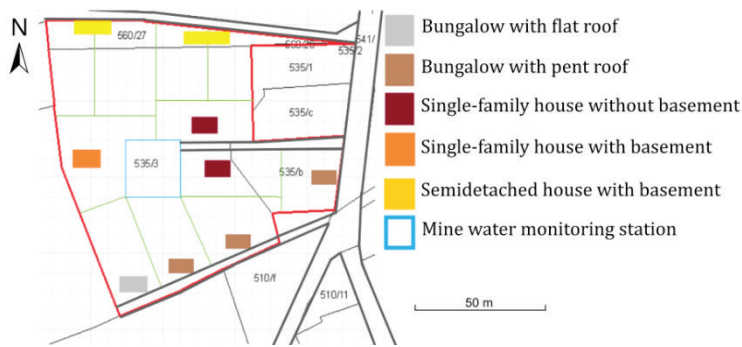 N
560/27
560/26
541/
535/2
535/1
535/c
535/3
535/b
510/f
510/11
Bungalow with flat roof
Bungalow with pent roof
Single-family house without basement
Single-family house with basement
Semidetached house with basement
Mine water monitoring station
50 m